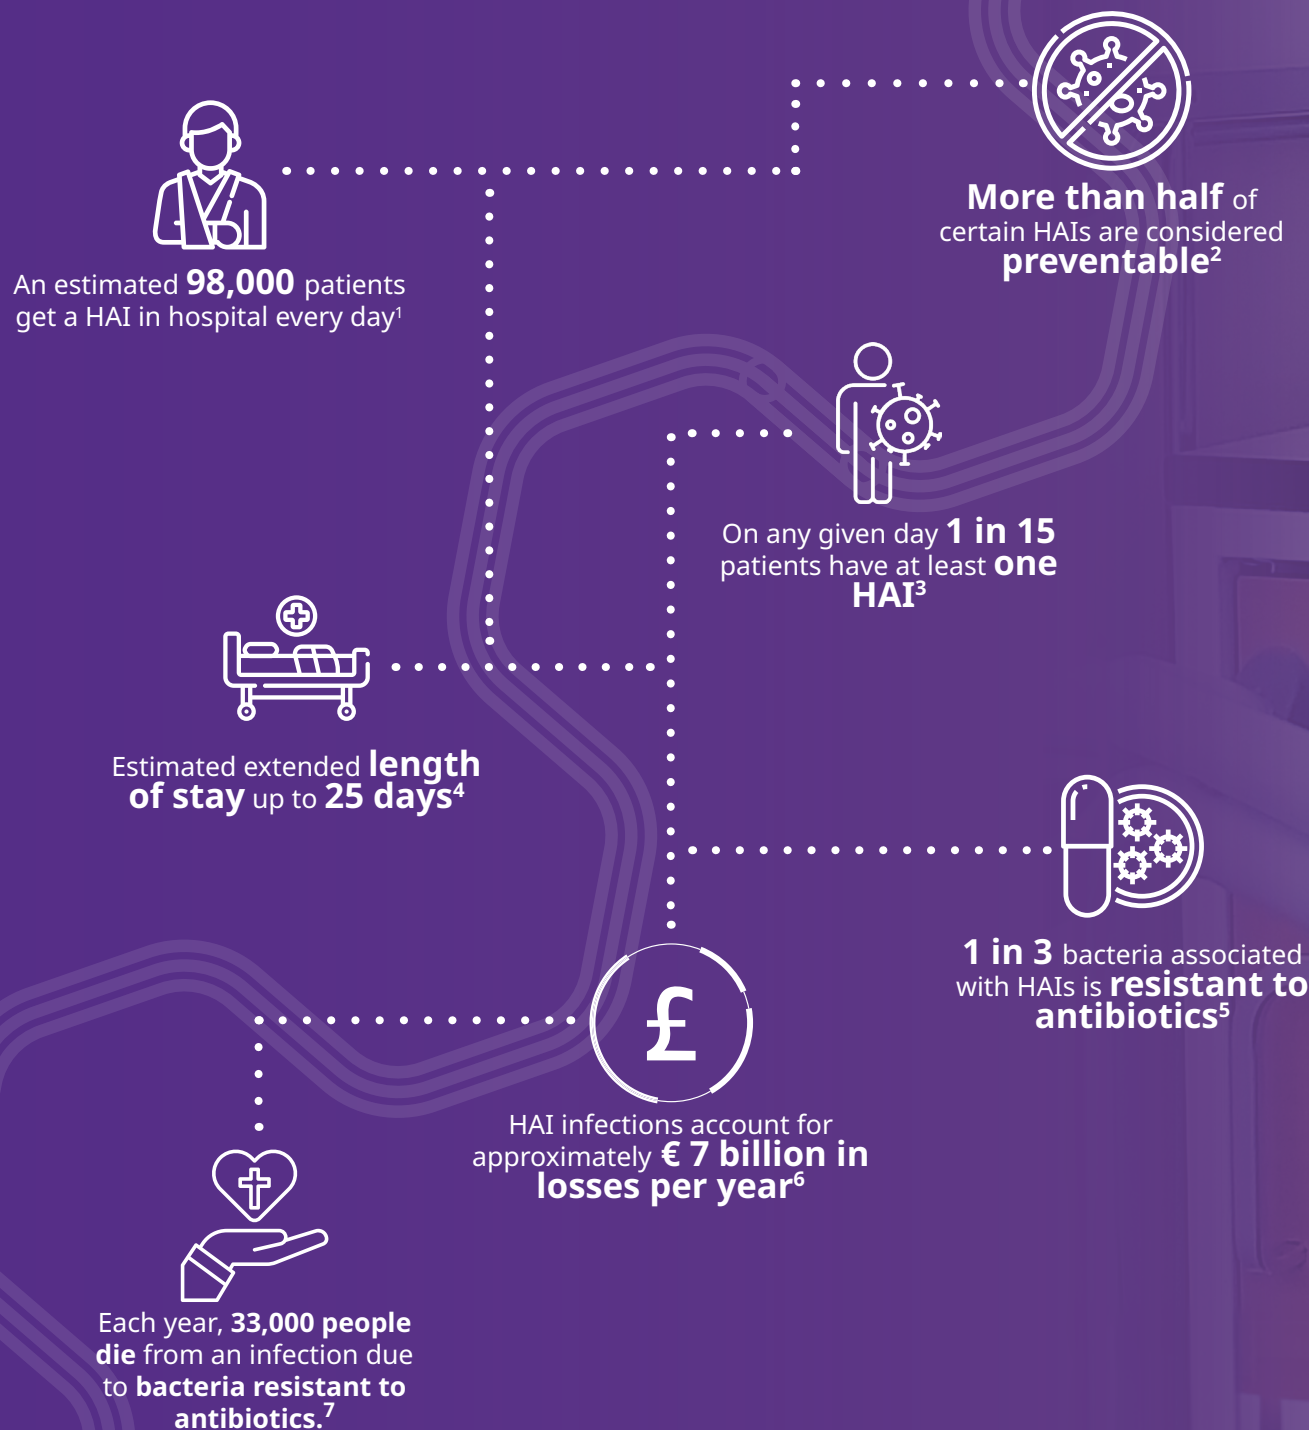 More than half of
certain HAIs are considered
preventable²
An estimated 98,000 patients
get a HAI in hospital every day¹
On any given day 1 in 15
patients have at least one
HAI³
Estimated extended length
of stay up to 25 days⁴
1 in 3 bacteria associated
with HAIs is resistant to
antibiotics⁵
£
HAI infections account for
approximately € 7 billion in
losses per year⁶
Each year, 33,000 people
die from an infection due
to bacteria resistant to
antibiotics.⁷